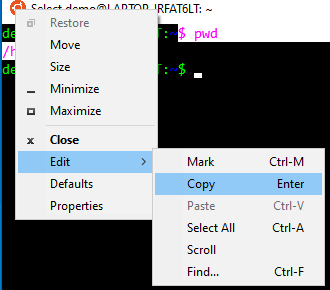 Select demo@LAPTOP-JRFAT6LT: ~
Restore
Move
Size
Minimize
Maximize
Close
Edit
Defaults
Properties
Mark Ctrl-M
Copy Enter
Paste Ctrl-V
Select All Ctrl-A
Scroll
Find... Ctrl-F
de T:~$ pwd
/h
de T:~$